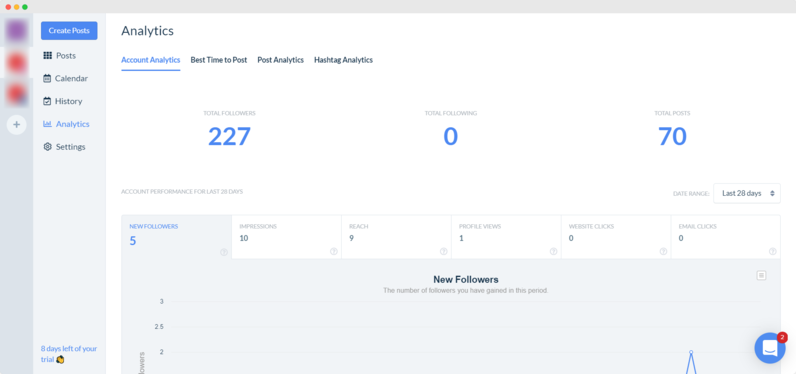 Create Posts
Posts
Calendar
History
Analytics
Settings
8 days left of your
trial
Analytics
Account Analytics Best Time to Post Post Analytics Hashtag Analytics
TOTAL FOLLOWERS TOTAL FOLLOWING TOTAL POSTS
227 0 70
ACCOUNT PERFORMANCE FOR LAST 28 DAYS DATE RANGE: Last 28 days
NEW FOLLOWERS IMPRESSIONS REACH PROFILE VIEWS WEBSITE CLICKS EMAIL CLICKS
5 10 9 1 0 0
New Followers
The number of followers you have gained in this period.
3
2.5
2
2